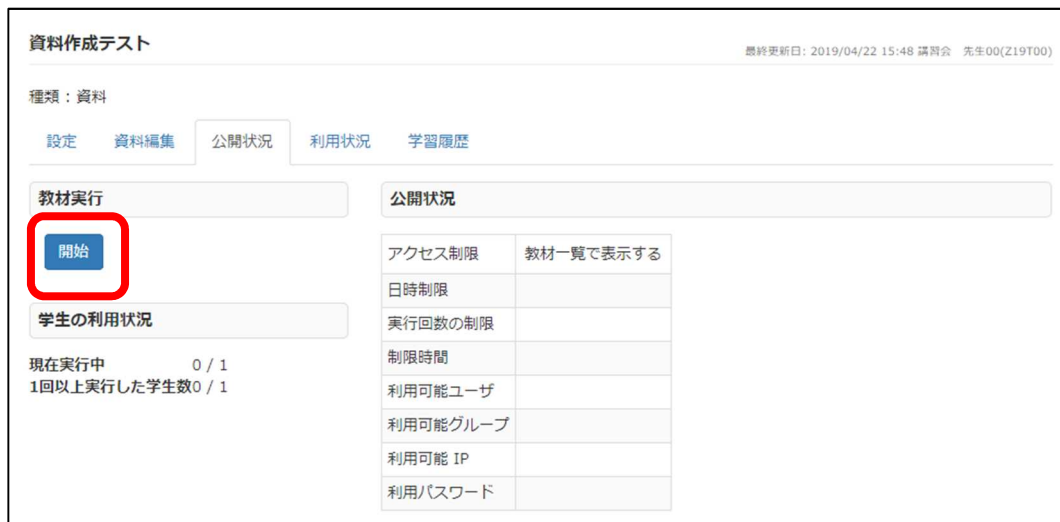 資料作成テスト
最終更新日: 2019/04/22 15:48 講習会 先生00(Z19T00)
種類：資料
設定 資料編集 公開状況 利用状況 学習履歴
教材実行
開始
学生の利用状況
現在実行中 0 / 1
1回以上実行した学生数0 / 1
公開状況
アクセス制限 教材一覧で表示する
日時制限
実行回数の制限
制限時間
利用可能ユーザ
利用可能グループ
利用可能 IP
利用パスワード